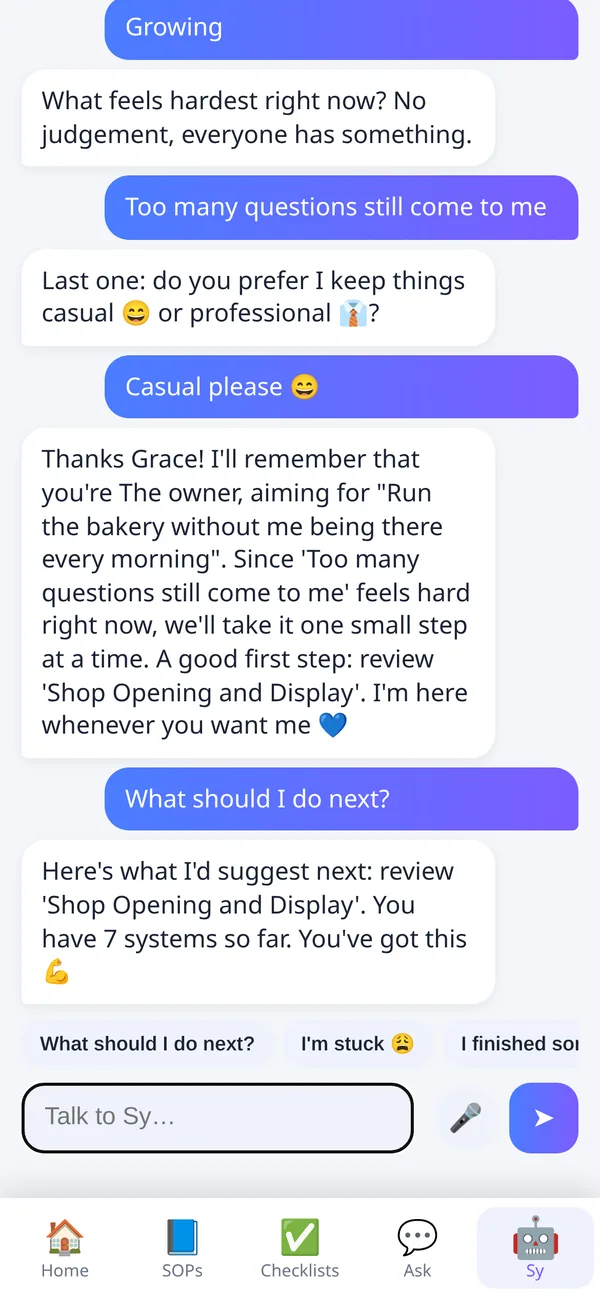 Growing
What feels hardest right now? No
judgement, everyone has something.
Too many questions still come to me
Last one: do you prefer I keep things
casual 😄 or professional 👔?
Casual please 😄
Thanks Grace! I'll remember that
you're The owner, aiming for "Run
the bakery without me being there
every morning". Since 'Too many
questions still come to me' feels hard
right now, we'll take it one small step
at a time. A good first step: review
'Shop Opening and Display'. I'm here
whenever you want me 💙
What should I do next?
Here's what I'd suggest next: review
'Shop Opening and Display'. You
have 7 systems so far. You've got this
💪
What should I do next? I'm stuck 😩 I finished
Talk to Sy…
Home SOPs Checklists Ask Sy